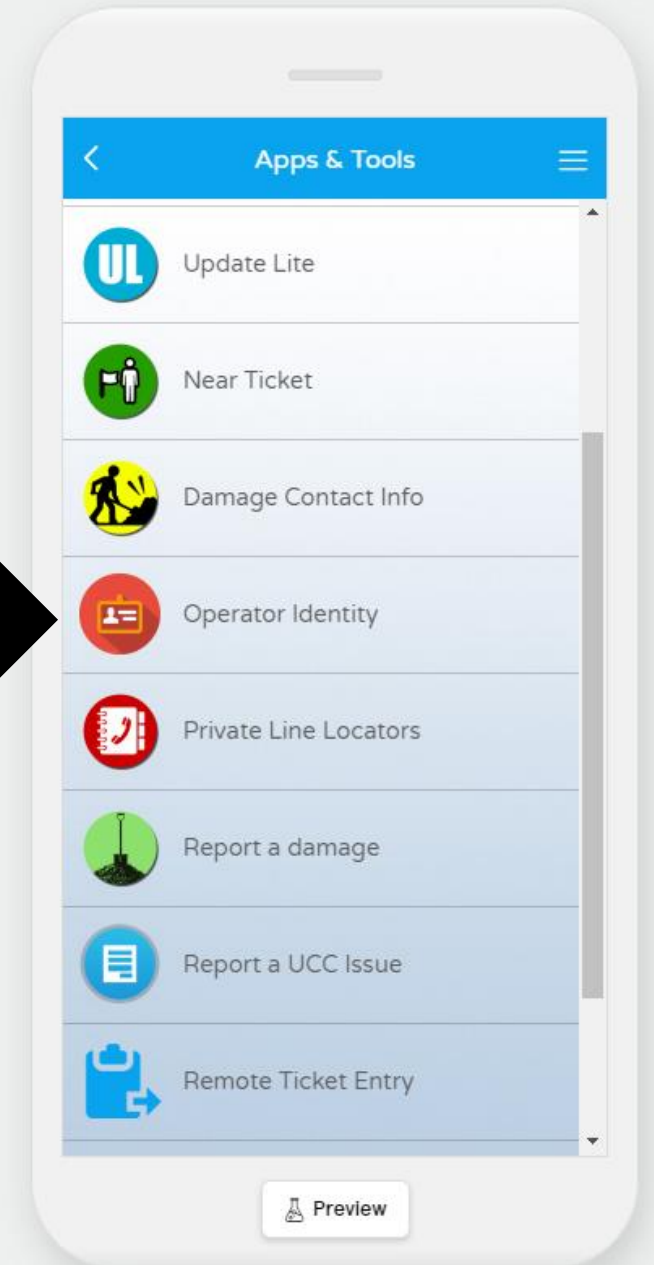 Apps & Tools
UL Update Lite
Near Ticket
Damage Contact Info
Operator Identity
Private Line Locators
Report a damage
Report a UCC Issue
Remote Ticket Entry
Preview